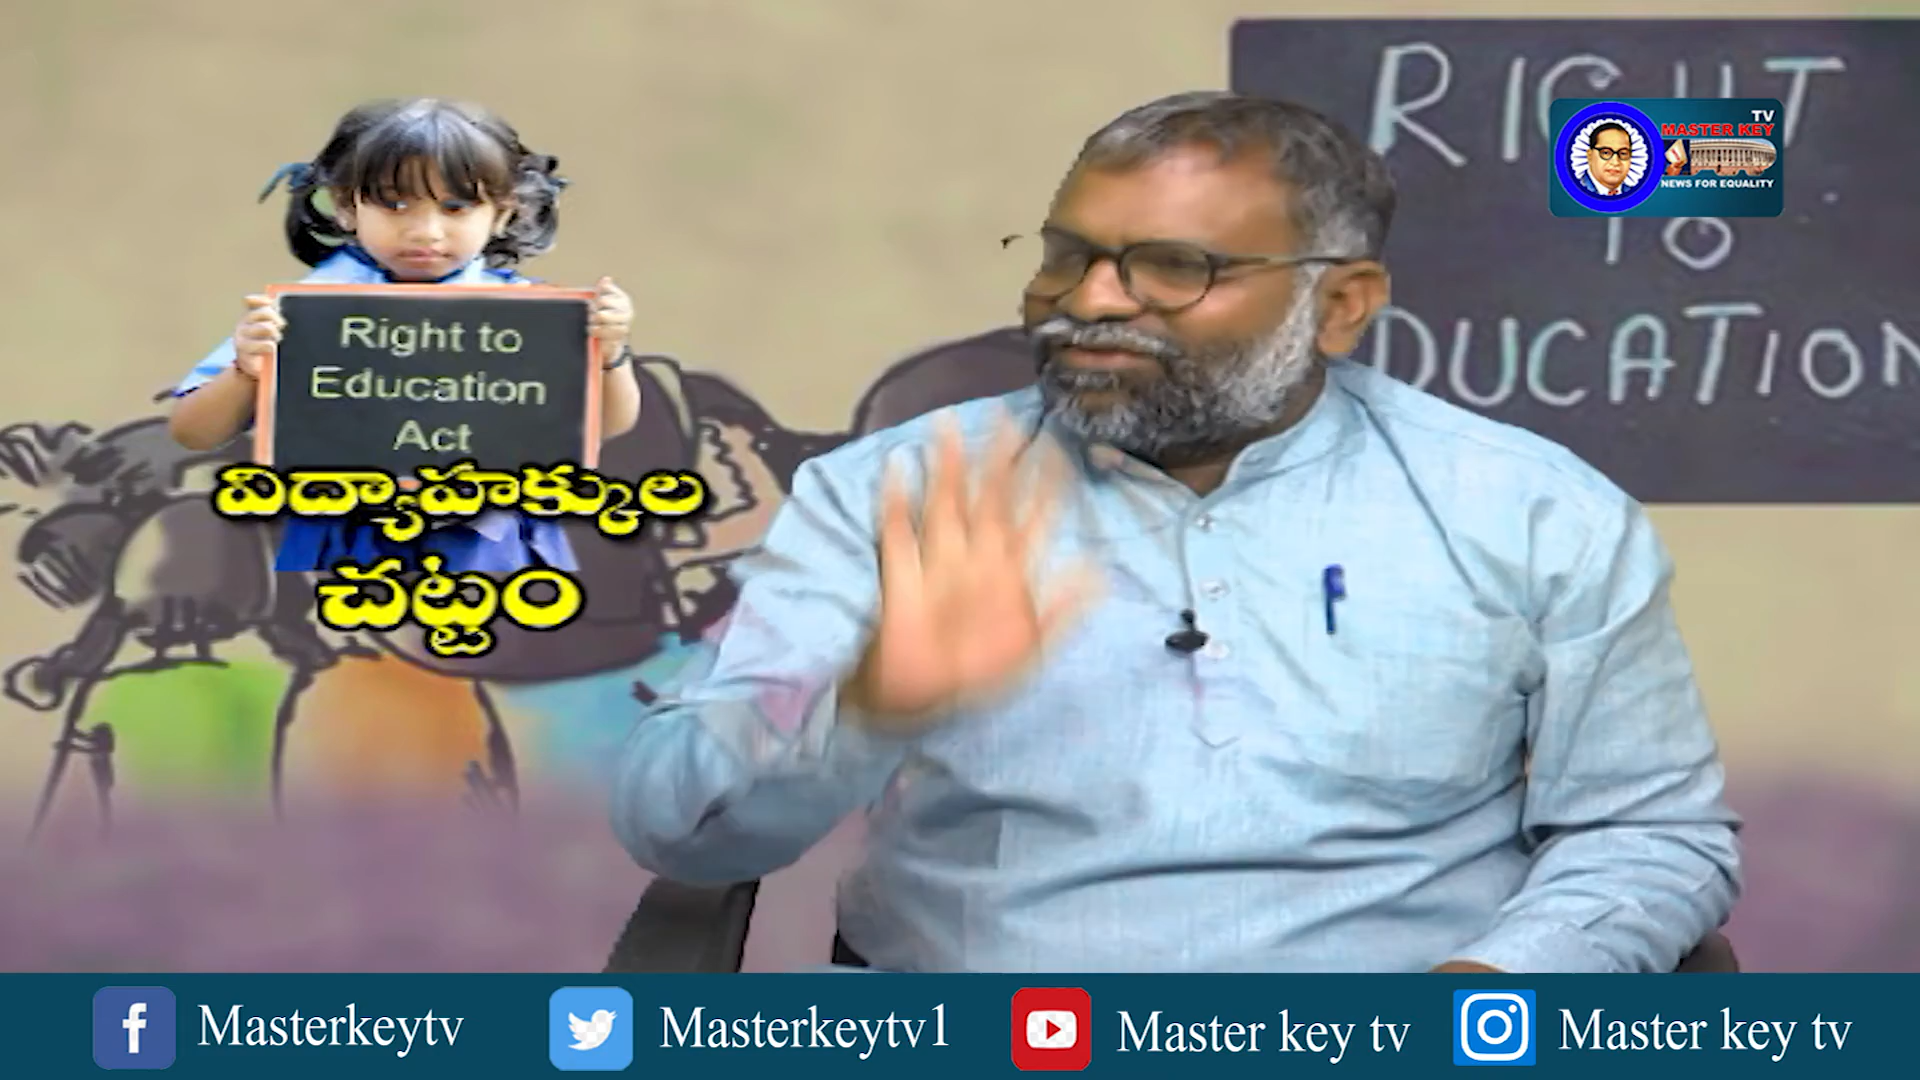 RIGHT
TO
EDUCATION
TV
MASTER KEY
NEWS FOR EQUALITY
Right to
Education
Act
విద్యాహక్కుల
చట్టం
Masterkeytv
Masterkeytv1
Master key tv
Master key tv